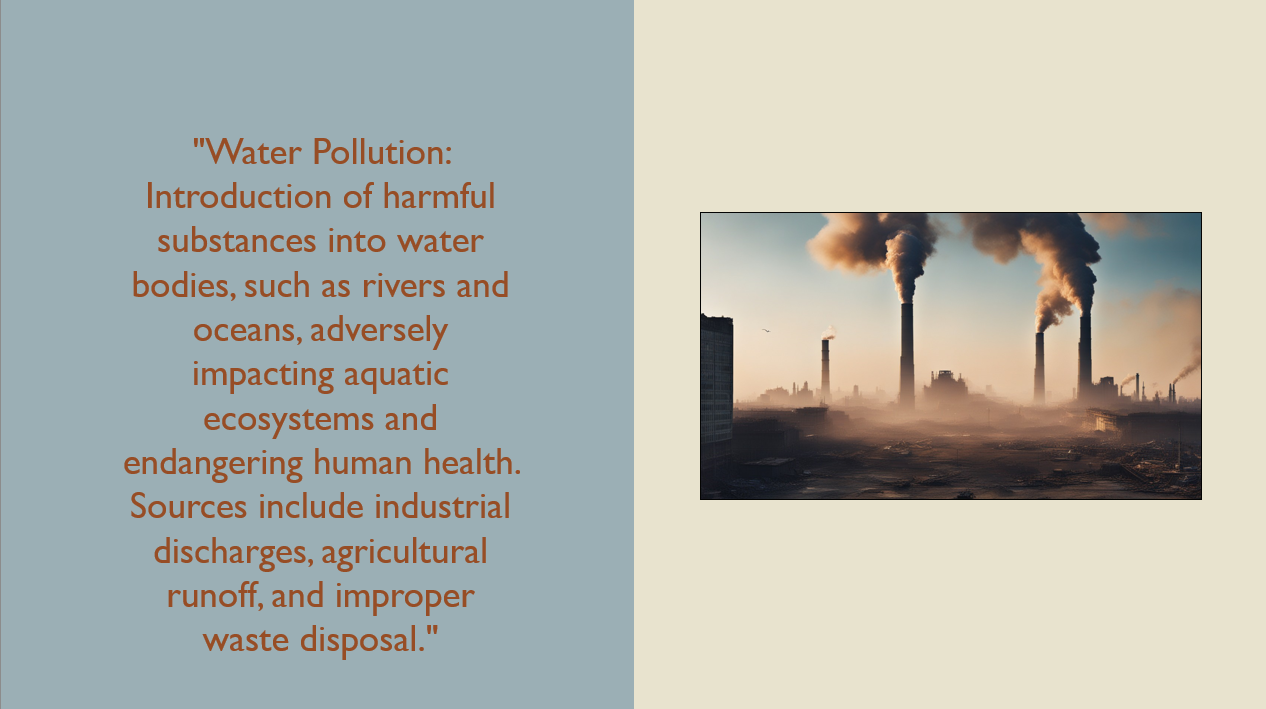 "Water Pollution:
Introduction of harmful
substances into water
bodies, such as rivers and
oceans, adversely
impacting aquatic
ecosystems and
endangering human health.
Sources include industrial
discharges, agricultural
runoff, and improper
waste disposal."